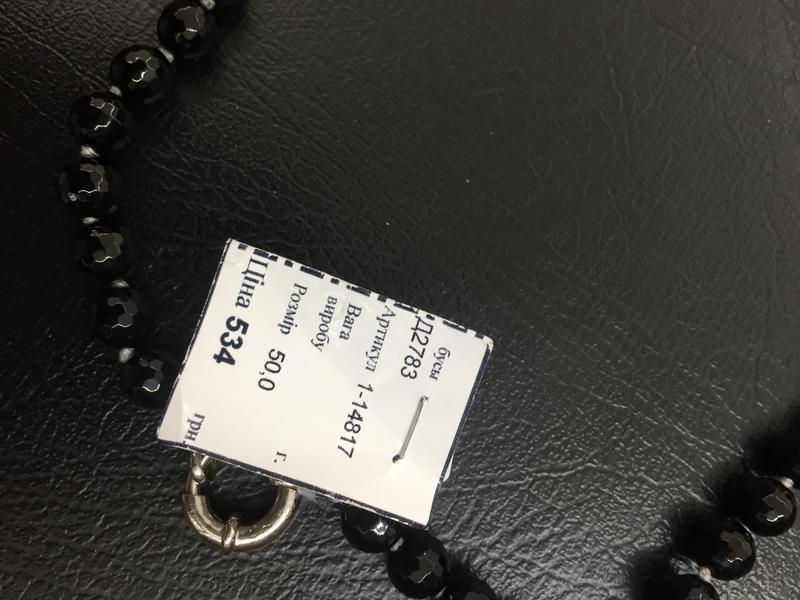 бусы
Д2783
Артикул 1-14817
Вага
виробу г.
Розмір 50,0
Ціна 534 грн.